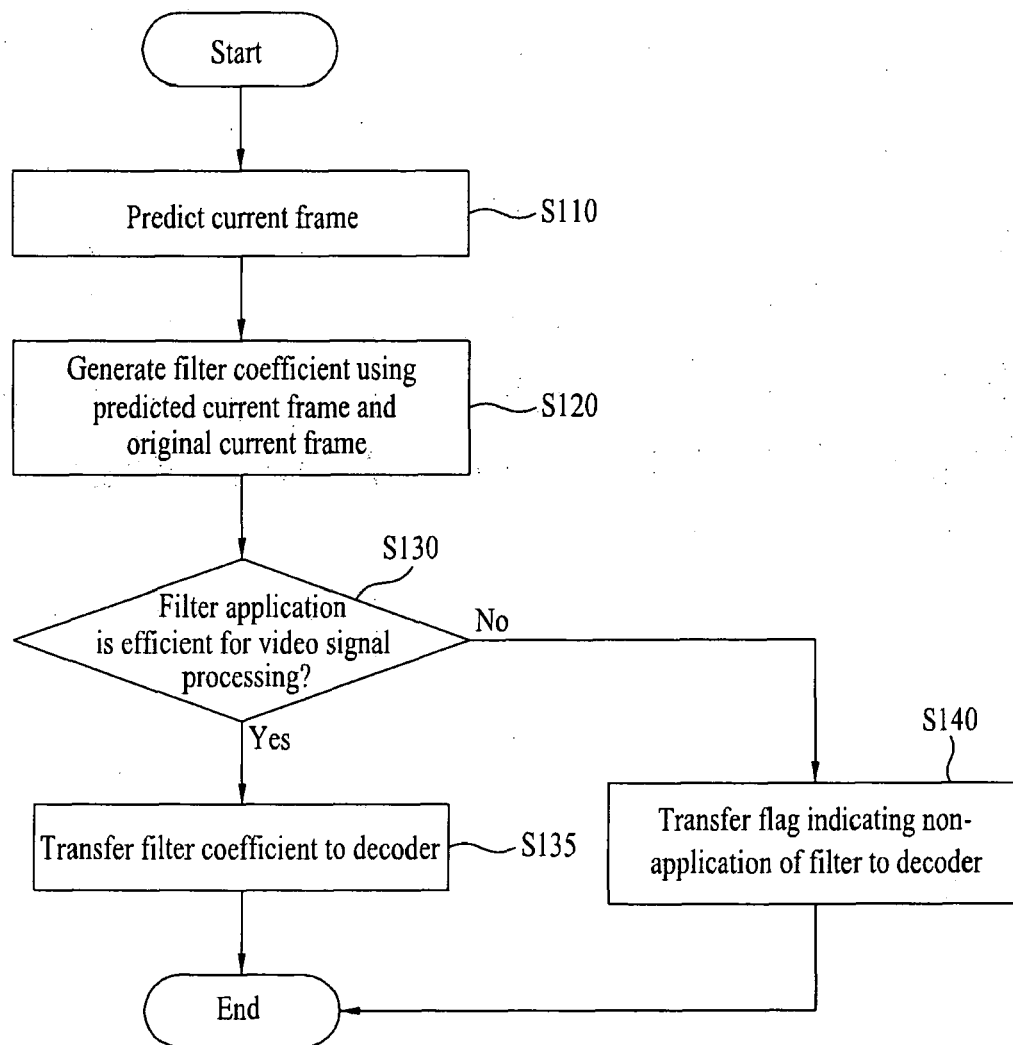 Start
Predict current frame
S110
Generate filter coefficient using
predicted current frame and
original current frame
S120
S130
Filter application
is efficient for video signal
processing?
No
Yes
S140
Transfer filter coefficient to decoder
S135
Transfer flag indicating non-
application of filter to decoder
End